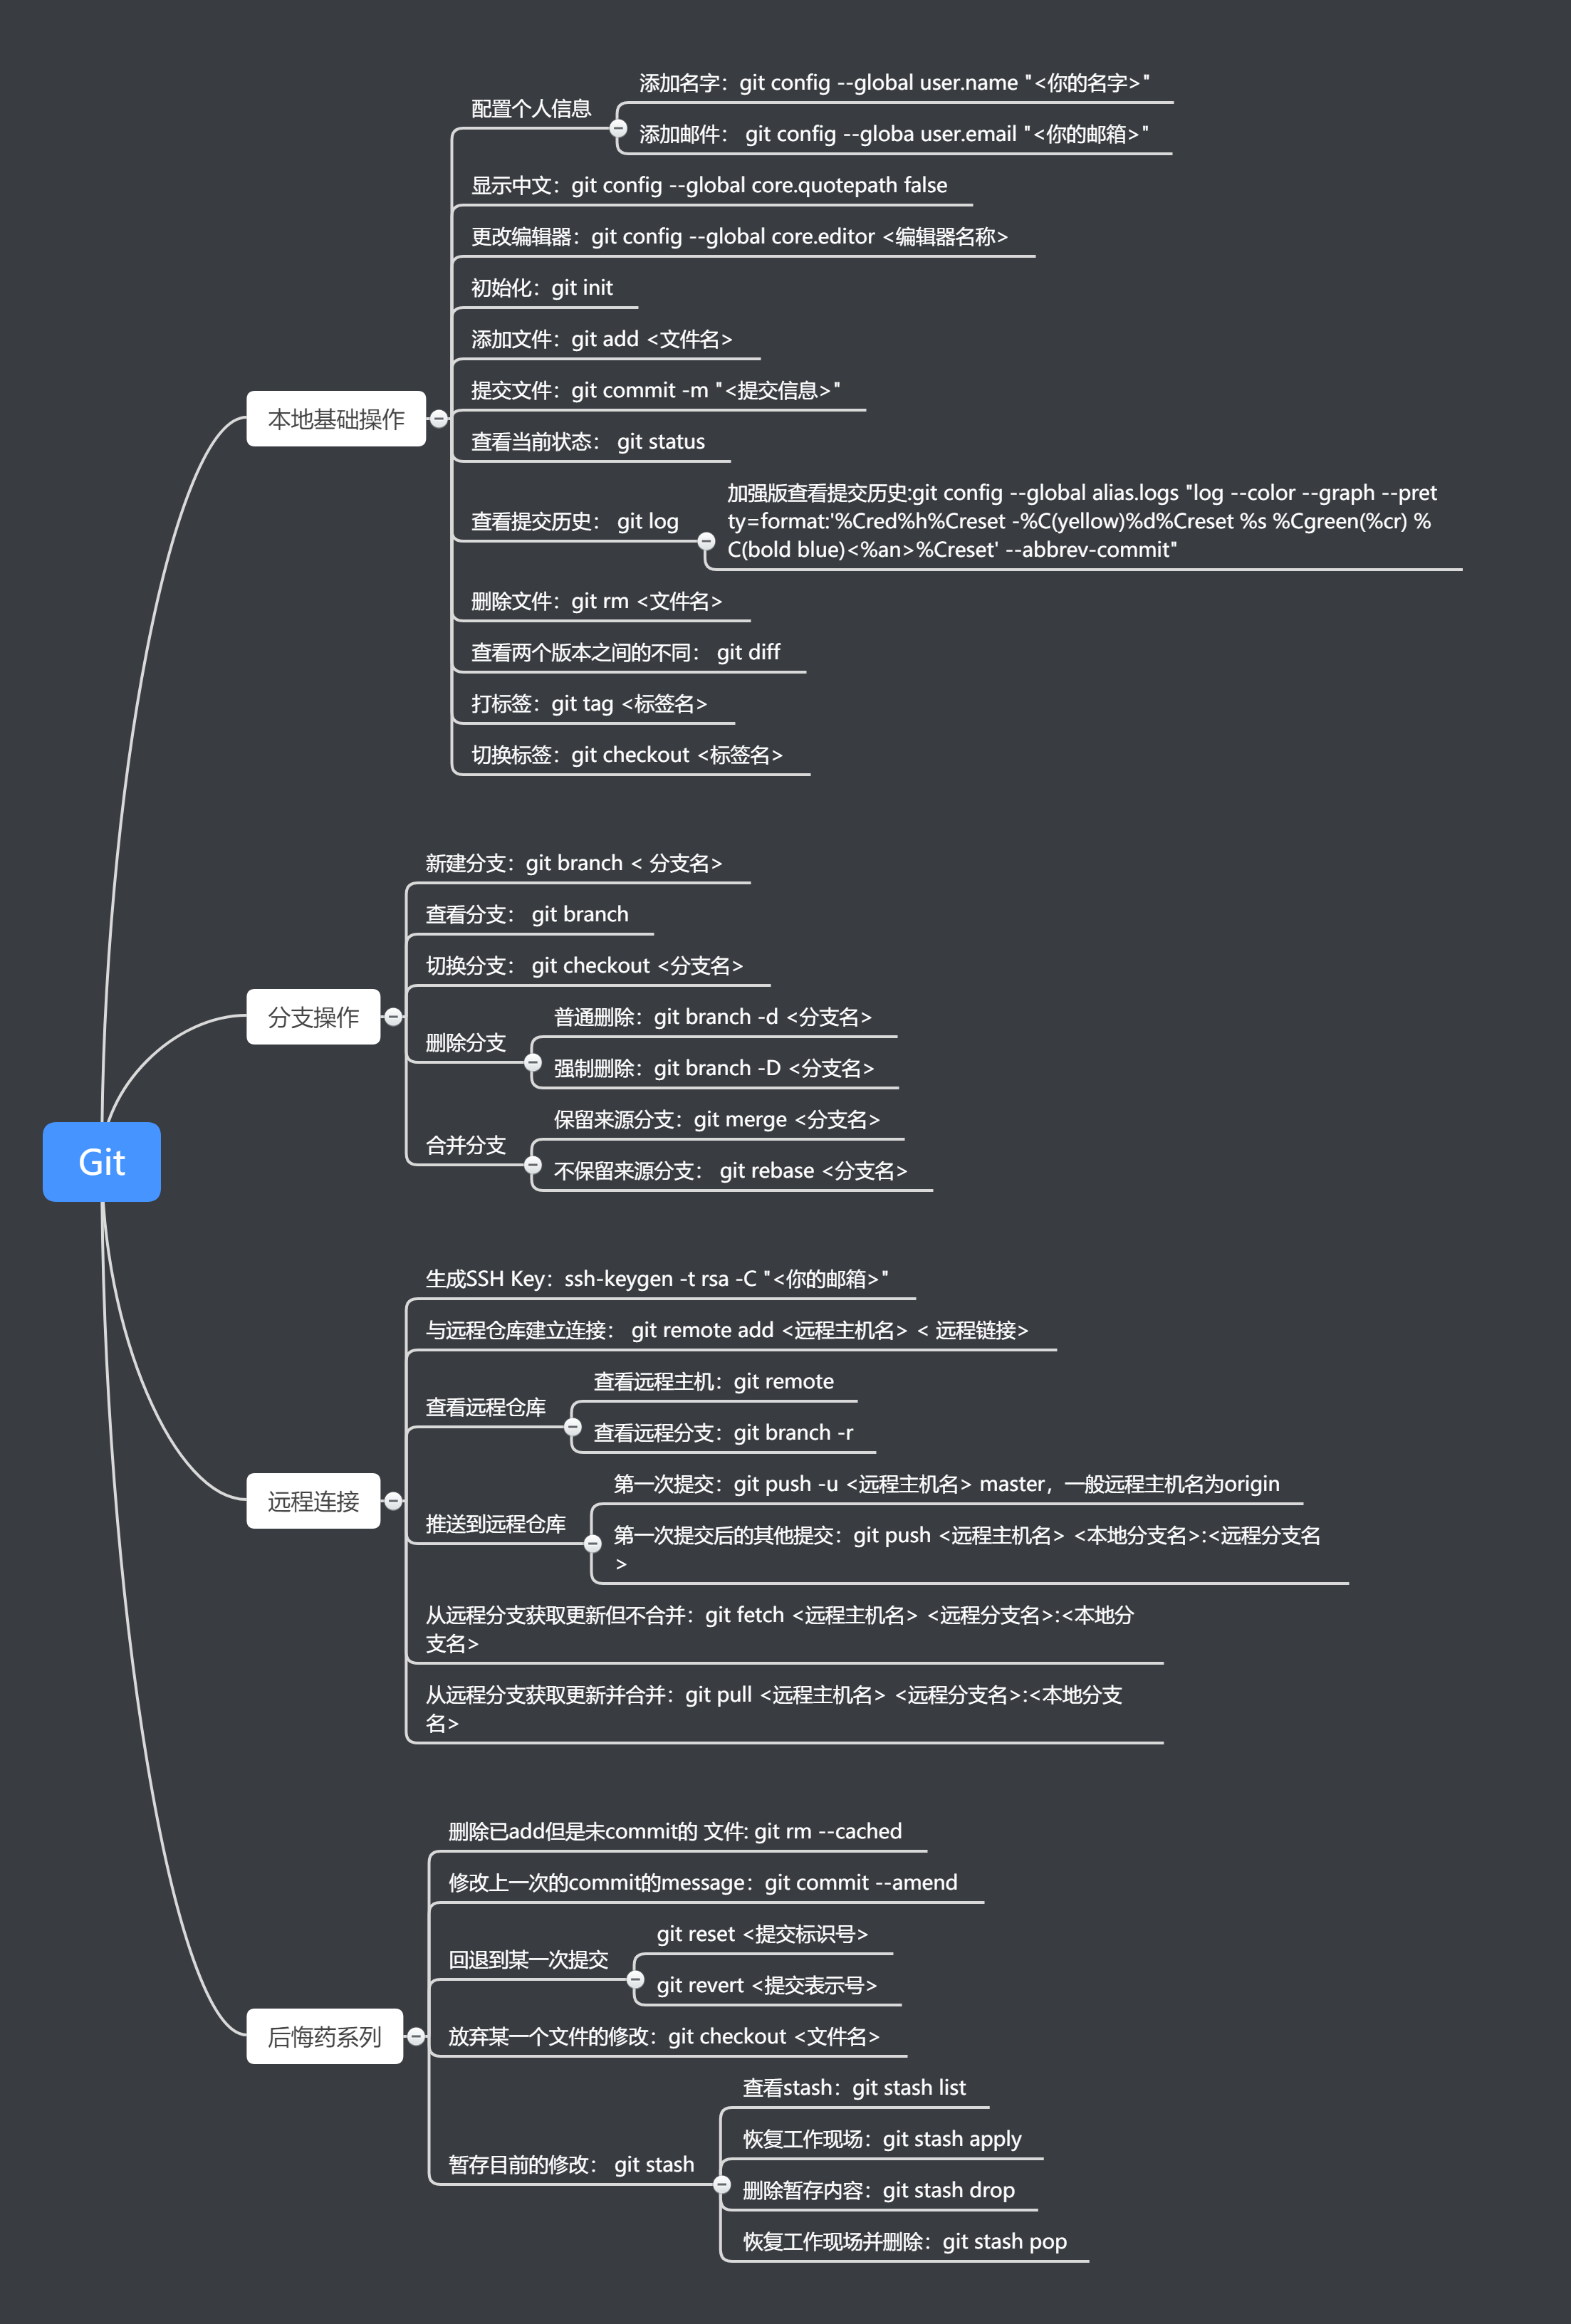 添加名字：git config --global user.name "<你的名字>"
配置个人信息
添加邮件： git config --globa user.email "<你的邮箱>"
显示中文：git config --global core.quotepath false
更改编辑器：git config --global core.editor <编辑器名称>
初始化：git init
添加文件：git add <文件名>
提交文件：git commit -m "<提交信息>"
本地基础操作
查看当前状态： git status
加强版查看提交历史:git config --global alias.logs "log --color --graph --pret
查看提交历史： git log
ty=format:'%Cred%h%Creset -%C(yellow)%d%Creset %s %Cgreen(%cr) %
C(bold blue)<%an>%Creset' --abbrev-commit"
删除文件：git rm <文件名>
查看两个版本之间的不同： git diff
打标签：git tag <标签名>
切换标签：git checkout <标签名>
新建分支：git branch < 分支名>
查看分支： git branch
切换分支： git checkout <分支名>
分支操作
普通删除：git branch -d <分支名>
删除分支
强制删除：git branch -D <分支名>
保留来源分支：git merge <分支名>
合并分支
不保留来源分支： git rebase <分支名>
Git
生成SSH Key：ssh-keygen -t rsa -C "<你的邮箱>"
与远程仓库建立连接： git remote add <远程主机名> < 远程链接>
查看远程主机：git remote
查看远程仓库
查看远程分支：git branch -r
远程连接
第一次提交：git push -u <远程主机名> master，一般远程主机名为origin
推送到远程仓库
第一次提交后的其他提交：git push <远程主机名> <本地分支名>:<远程分支名
>
从远程分支获取更新但不合并：git fetch <远程主机名> <远程分支名>:<本地分
支名>
从远程分支获取更新并合并：git pull <远程主机名> <远程分支名>:<本地分支
名>
删除已add但是未commit的 文件: git rm --cached
修改上一次的commit的message：git commit --amend
git reset <提交标识号>
回退到某一次提交
git revert <提交表示号>
后悔药系列
放弃某一个文件的修改：git checkout <文件名>
查看stash：git stash list
恢复工作现场：git stash apply
暂存目前的修改： git stash
删除暂存内容：git stash drop
恢复工作现场并删除：git stash pop